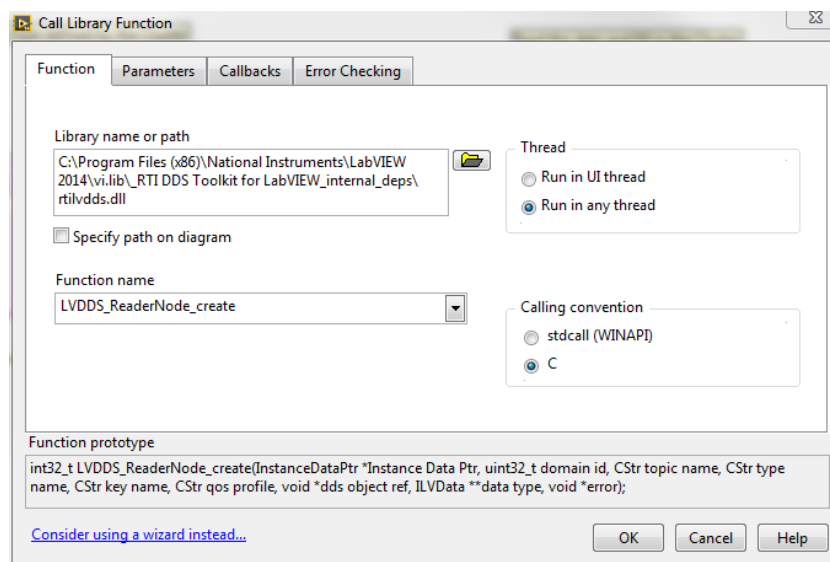 Call Library Function
Function
Parameters
Callbacks
Error Checking
Library name or path
C:\Program Files (x86)\National Instruments\LabVIEW
2014\vi.lib\_RTI DDS Toolkit for LabVIEW_internal_deps\
rtilvdds.dll
Specify path on diagram
Function name
LVDDS_ReaderNode_create
Thread
Run in UI thread
Run in any thread
Calling convention
stdcall (WINAPI)
C
Function prototype
int32_t LVDDS_ReaderNode_create(InstanceDataPtr *Instance Data Ptr, uint32_t domain id, CStr topic name, CStr type
name, CStr key name, CStr qos profile, void *dds object ref, ILVData **data type, void *error);
Consider using a wizard instead...
OK
Cancel
Help